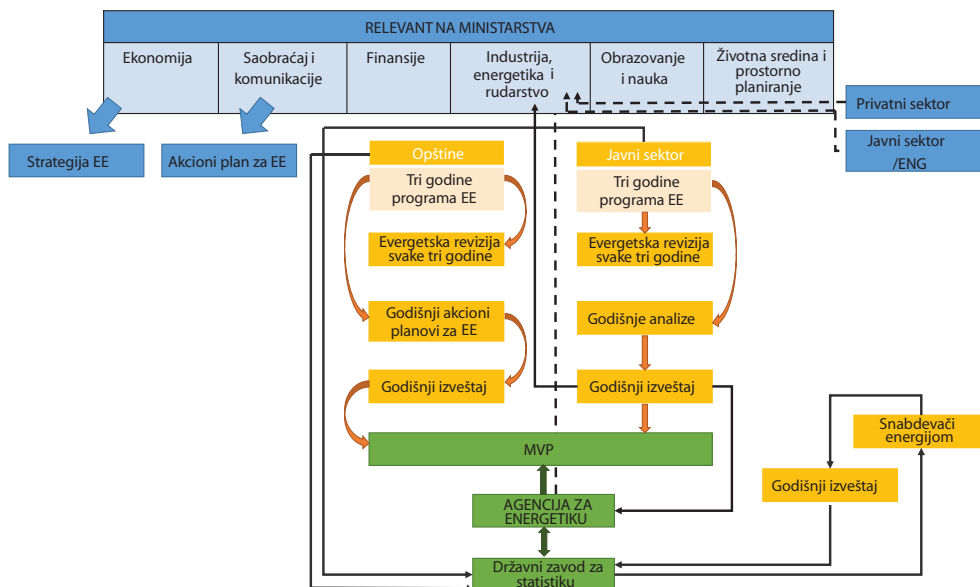 RELEVANT NA MINISTARSTVA
Ekonomija
Saobraćaj i
komunikacije
Finansije
Industrija,
energetika i
rudarstvo
Obrazovanje
i nauka
Životna sredina i
prostorno
planiranje
Privatni sektor
Javni sektor
/ENG
Strategija EE
Akcioni plan za EE
Opštine
Tri godine
programa EE
Evergetska revizija
svake tri godine
Godišnji akcioni
planovi za EE
Godišnji izveštaj
Javni sektor
Tri godine
programa EE
Evergetska revizija
svake tri godine
Godišnje analize
Godišnji izveštaj
MVP
AGENCIJA ZA
ENERGETIKU
Državni zavod za
statistiku
Snabdevači
energijom
Godišnji izveštaj